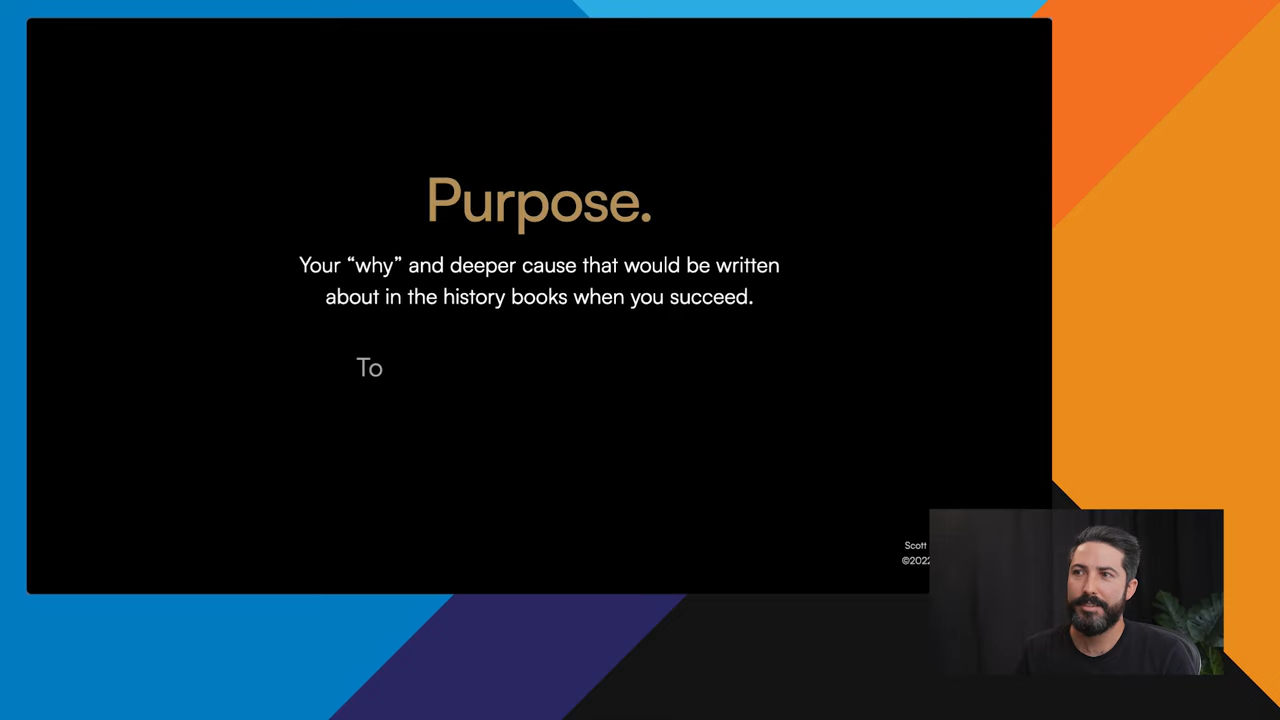 Purpose.
Your “why” and deeper cause that would be written
about in the history books when you succeed.
To
Scott
©2022